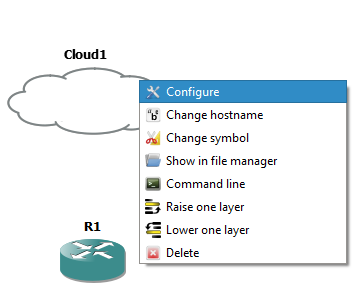 Cloud1
Configure
Change hostname
Change symbol
Show in file manager
Command line
Raise one layer
Lower one layer
Delete
R1